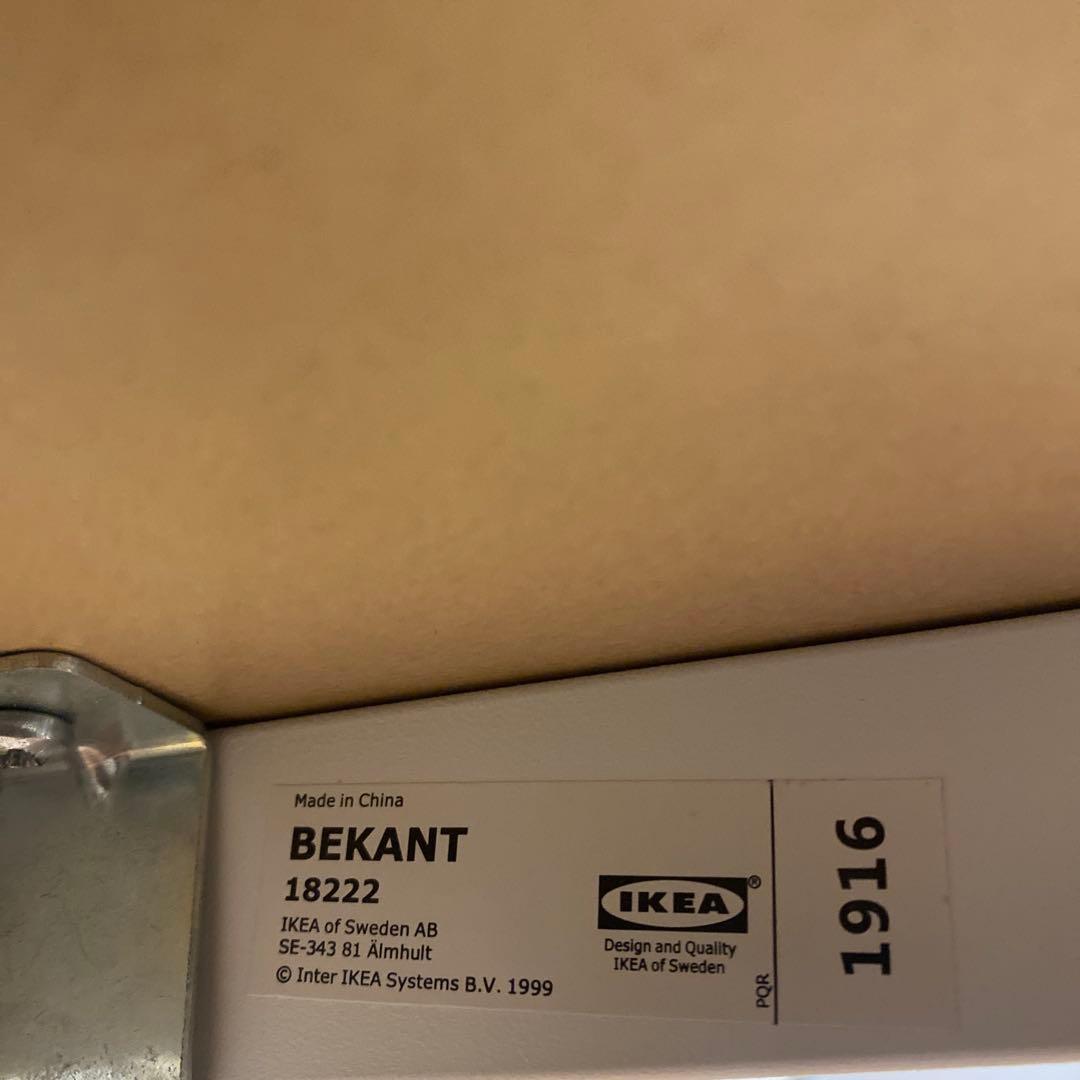 Made in China
BEKANT
18222
IKEA of Sweden AB
SE-343 81 Älmhult
© Inter IKEA Systems B.V. 1999
IKEA®
Design and Quality
IKEA of Sweden
PQR
1916